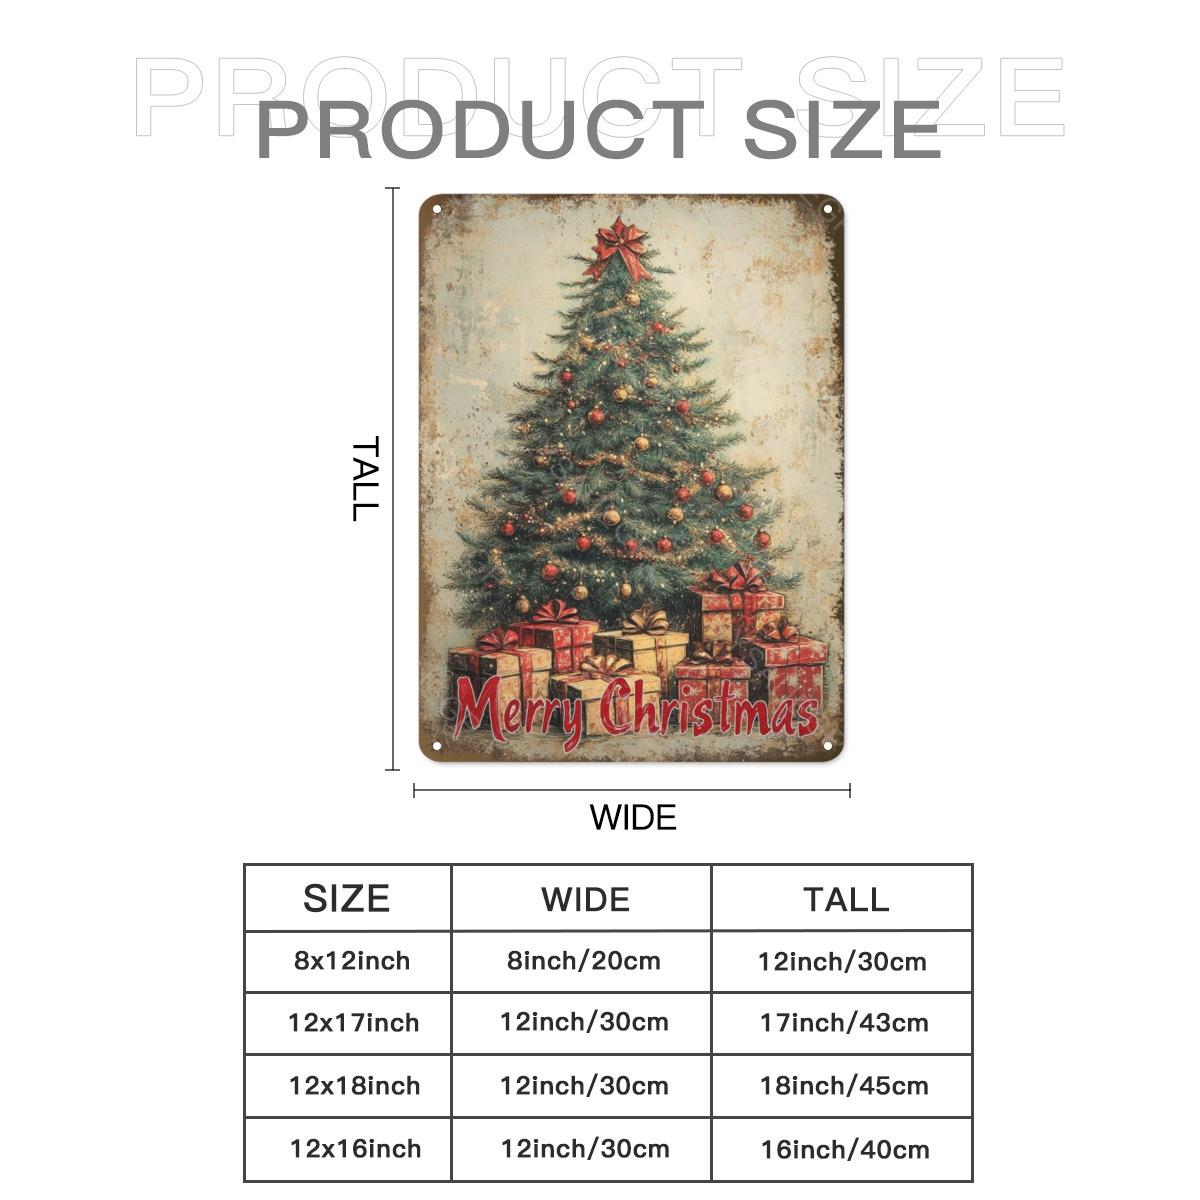 PRODUCT SIZE
PRODUCT SIZE
TALL
Merry Christmas
WIDE
SIZE WIDE TALL
8x12inch 8inch/20cm 12inch/30cm
12x17inch 12inch/30cm 17inch/43cm
12x18inch 12inch/30cm 18inch/45cm
12x16inch 12inch/30cm 16inch/40cm